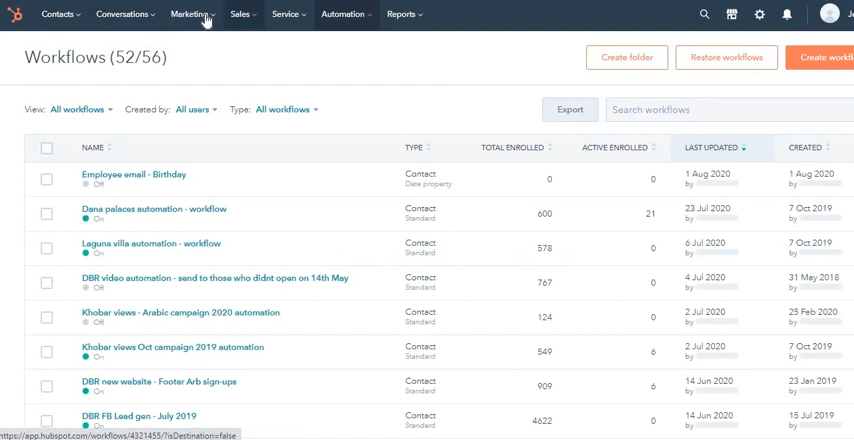 Contacts Conversations Marketing Sales Service Automation Reports
Workflows (52/56)
Create folder Restore workflows
View: All workflows Created by: All users Type: All workflows Export Search workflows
NAME TYPE TOTAL ENROLLED ACTIVE ENROLLED LAST UPDATED CREATED
Employee email - Birthday Contact 0 0 1 Aug 2020 1 Aug 2020
Off Date property by by
Dana palaces automation - workflow Contact 600 21 23 Jul 2020 7 Oct 2019
On Standard by by
Laguna villa automation - workflow Contact 578 0 6 Jul 2020 7 Oct 2019
On Standard by by
DBR video automation - send to those who didnt open on 14th May Contact 767 0 4 Jul 2020 31 May 2018
Off Standard by by
Khobar views - Arabic campaign 2020 automation Contact 124 0 2 Jul 2020 25 Feb 2020
Off Standard by by
Khobar views Oct campaign 2019 automation Contact 549 6 2 Jul 2020 7 Oct 2019
On Standard by by
DBR new website - Footer Arb sign-ups Contact 909 6 14 Jun 2020 23 Jan 2019
On Standard by by
DBR FB Lead gen - July 2019 Contact 4622 0 14 Jun 2020 15 Jul 2019
On Standard by by
https://app.hubspot.com/workflows/4321455/?isDestination=false